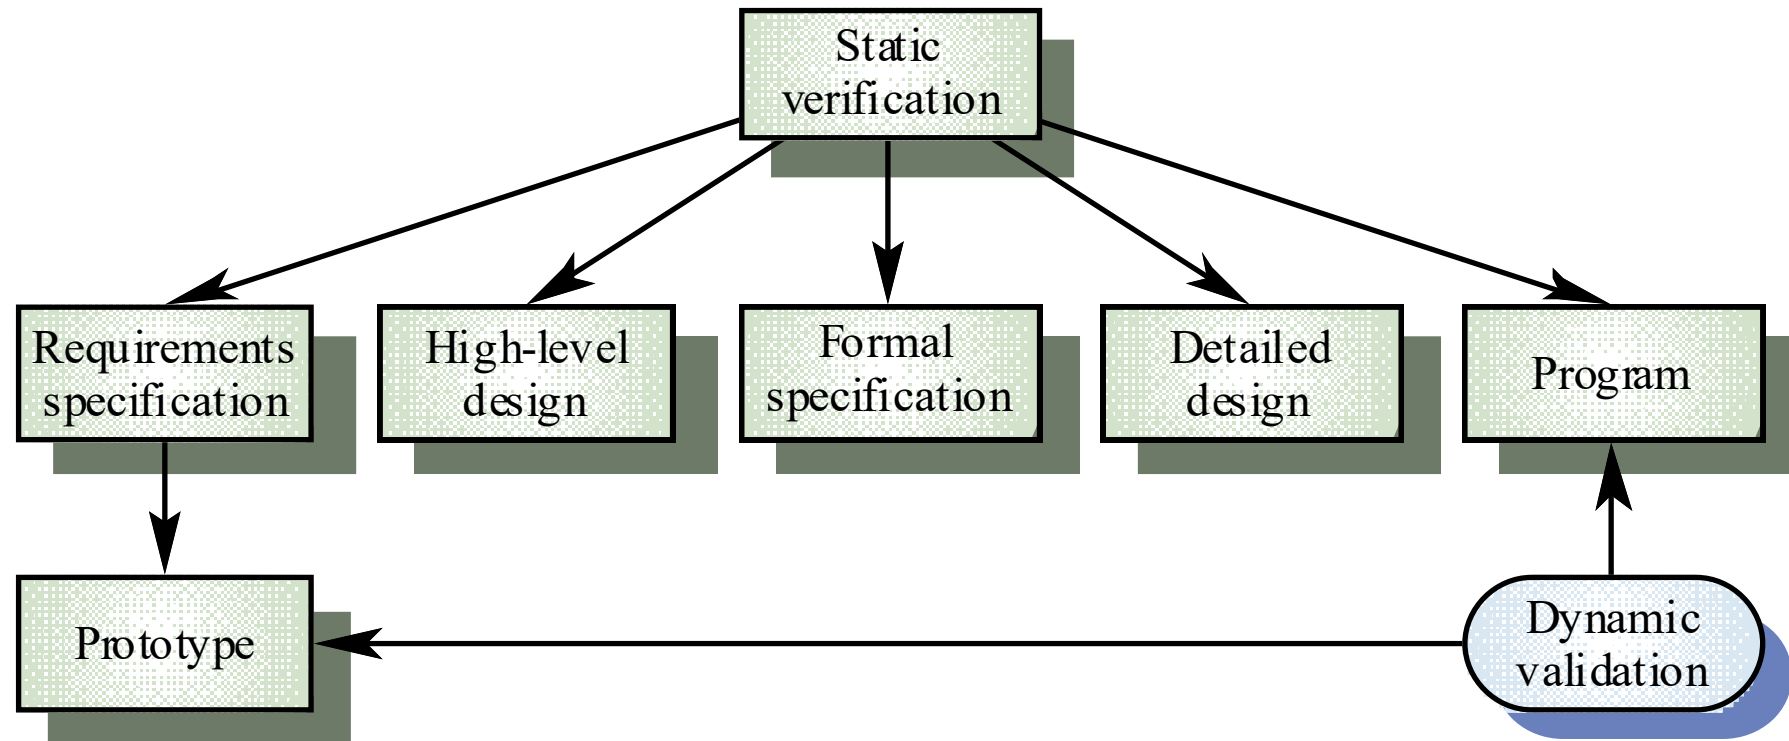 Static
verification
Requirements
specification
High-level
design
Formal
specification
Detailed
design
Program
Prototype
Dynamic
validation